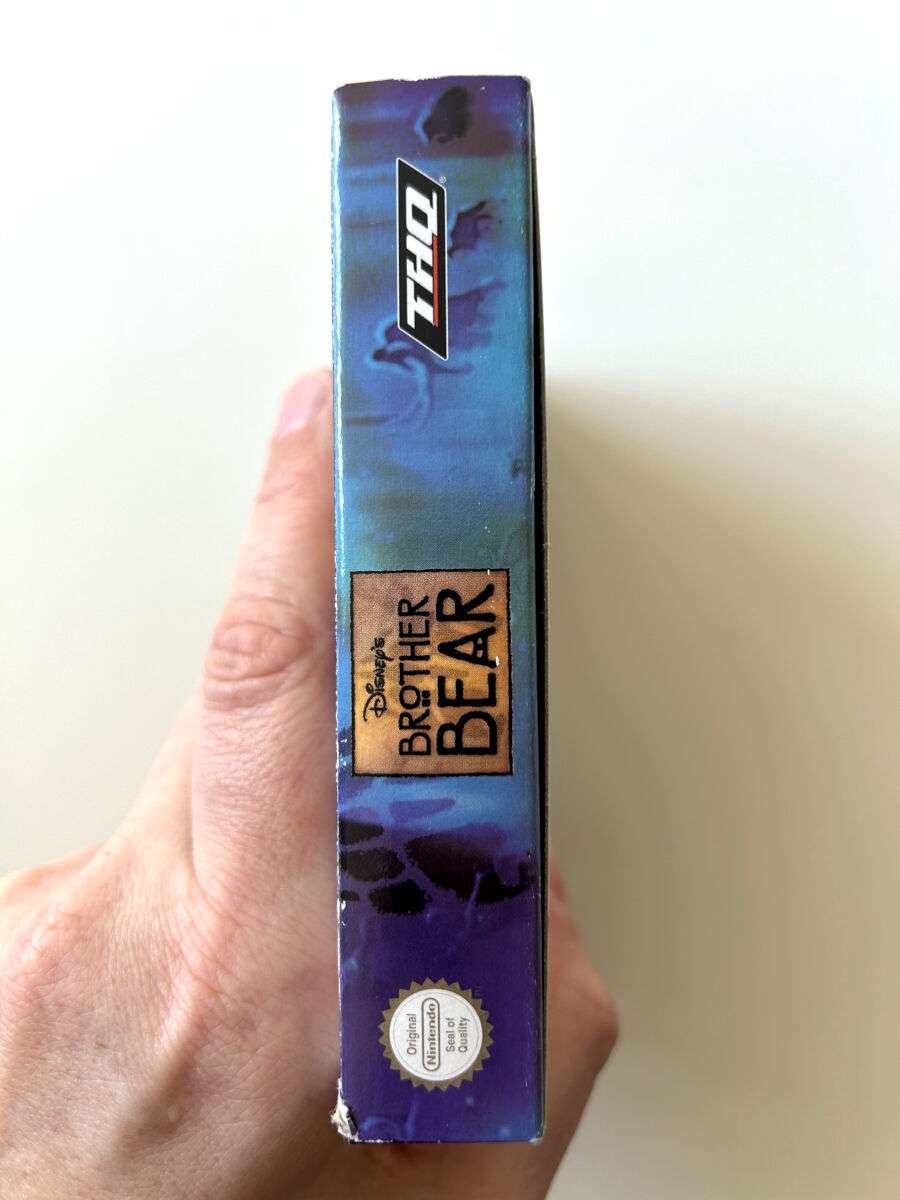 THQ
®
Disney's
BROTHER
BEAR
Original
Nintendo
Seal of
Quality